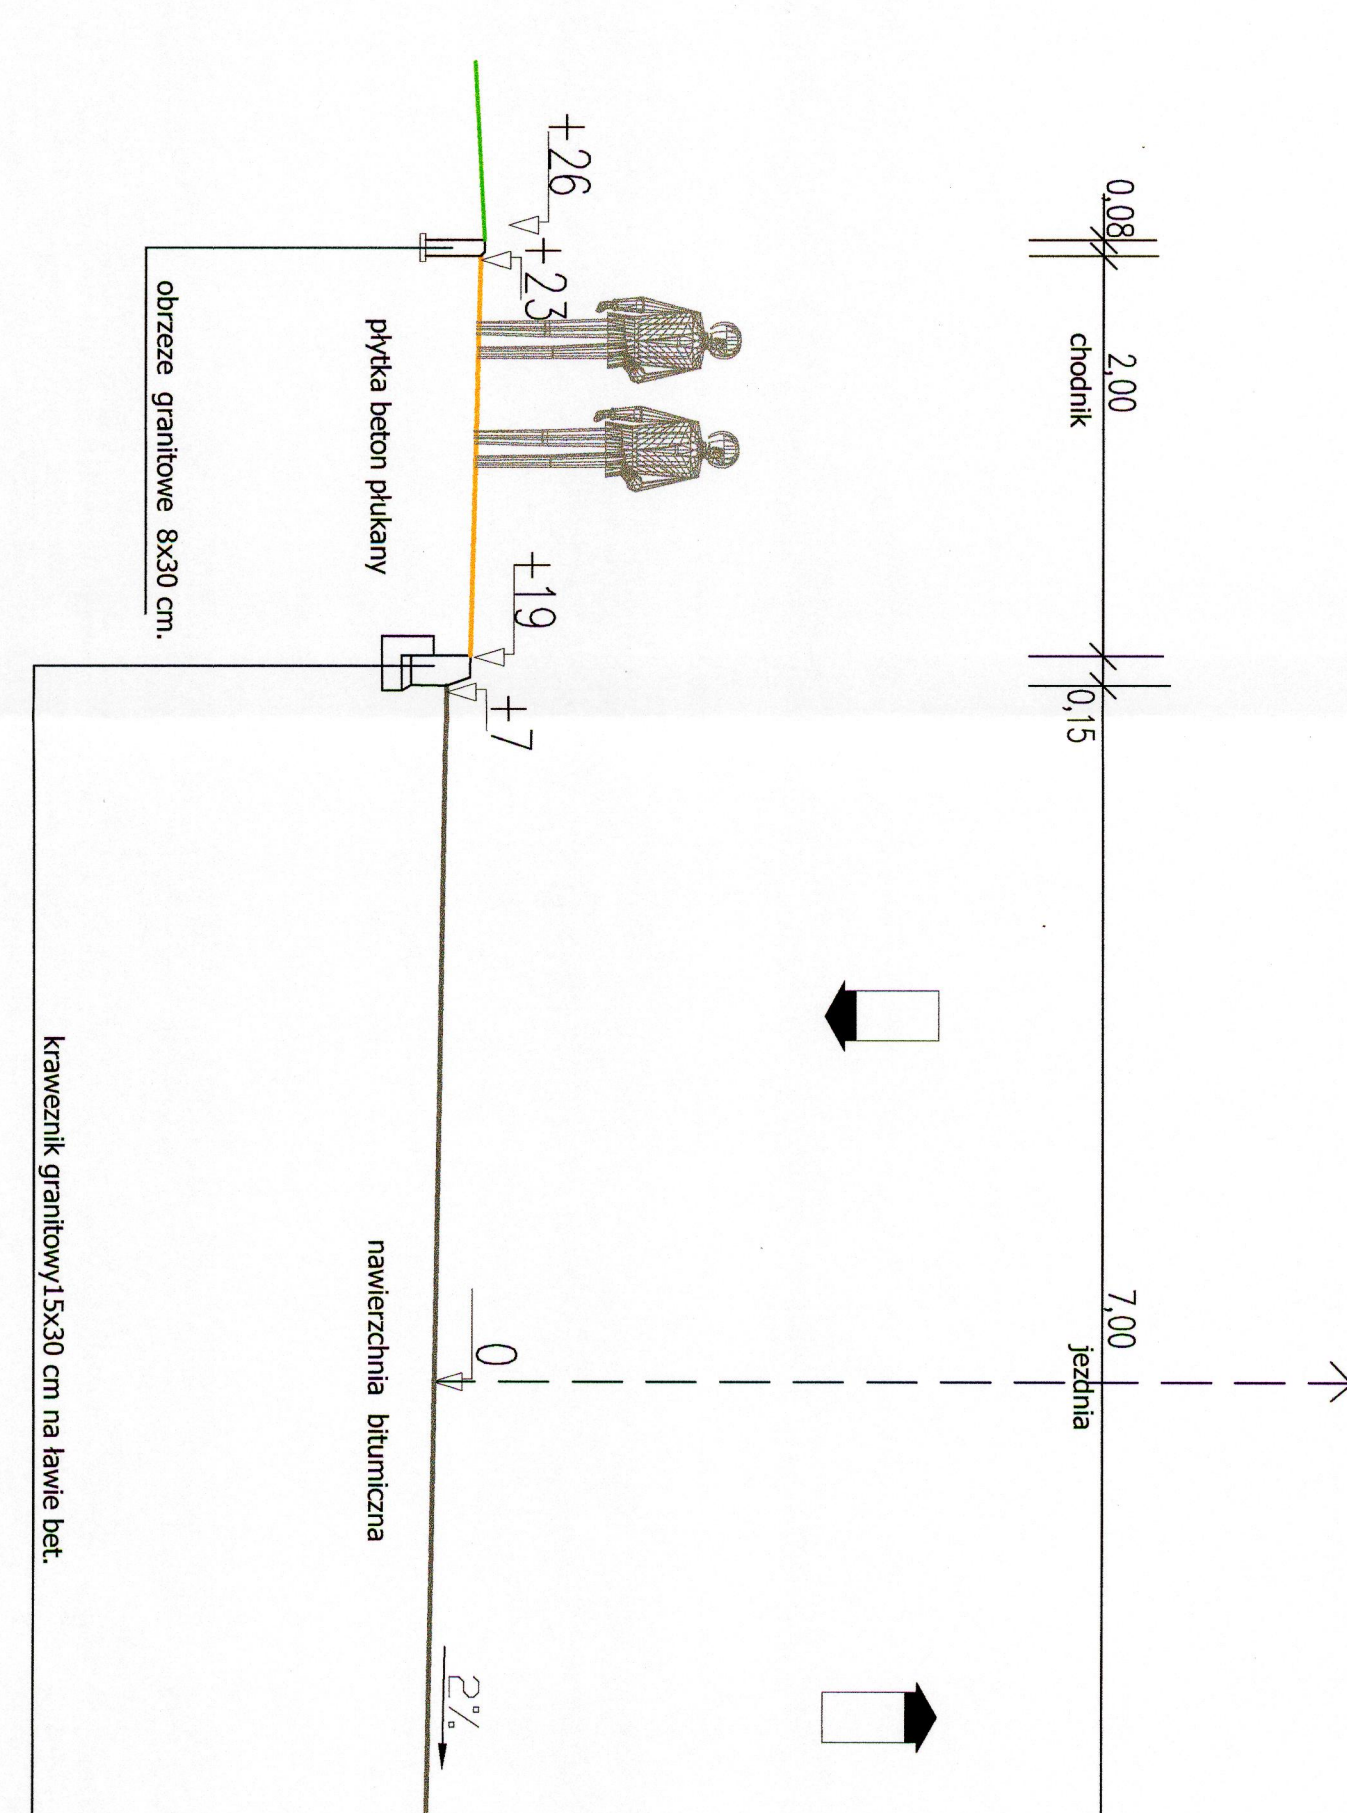 0,08
2,00
chodnik
0,15
7,00
jezdnia
+26
+23
+19
+7
0
2%
płytka beton płukany
nawierzchnia bitumiczna
obrzeze granitowe 8x30 cm.
kraweznik granitowy15x30 cm na ławie bet.